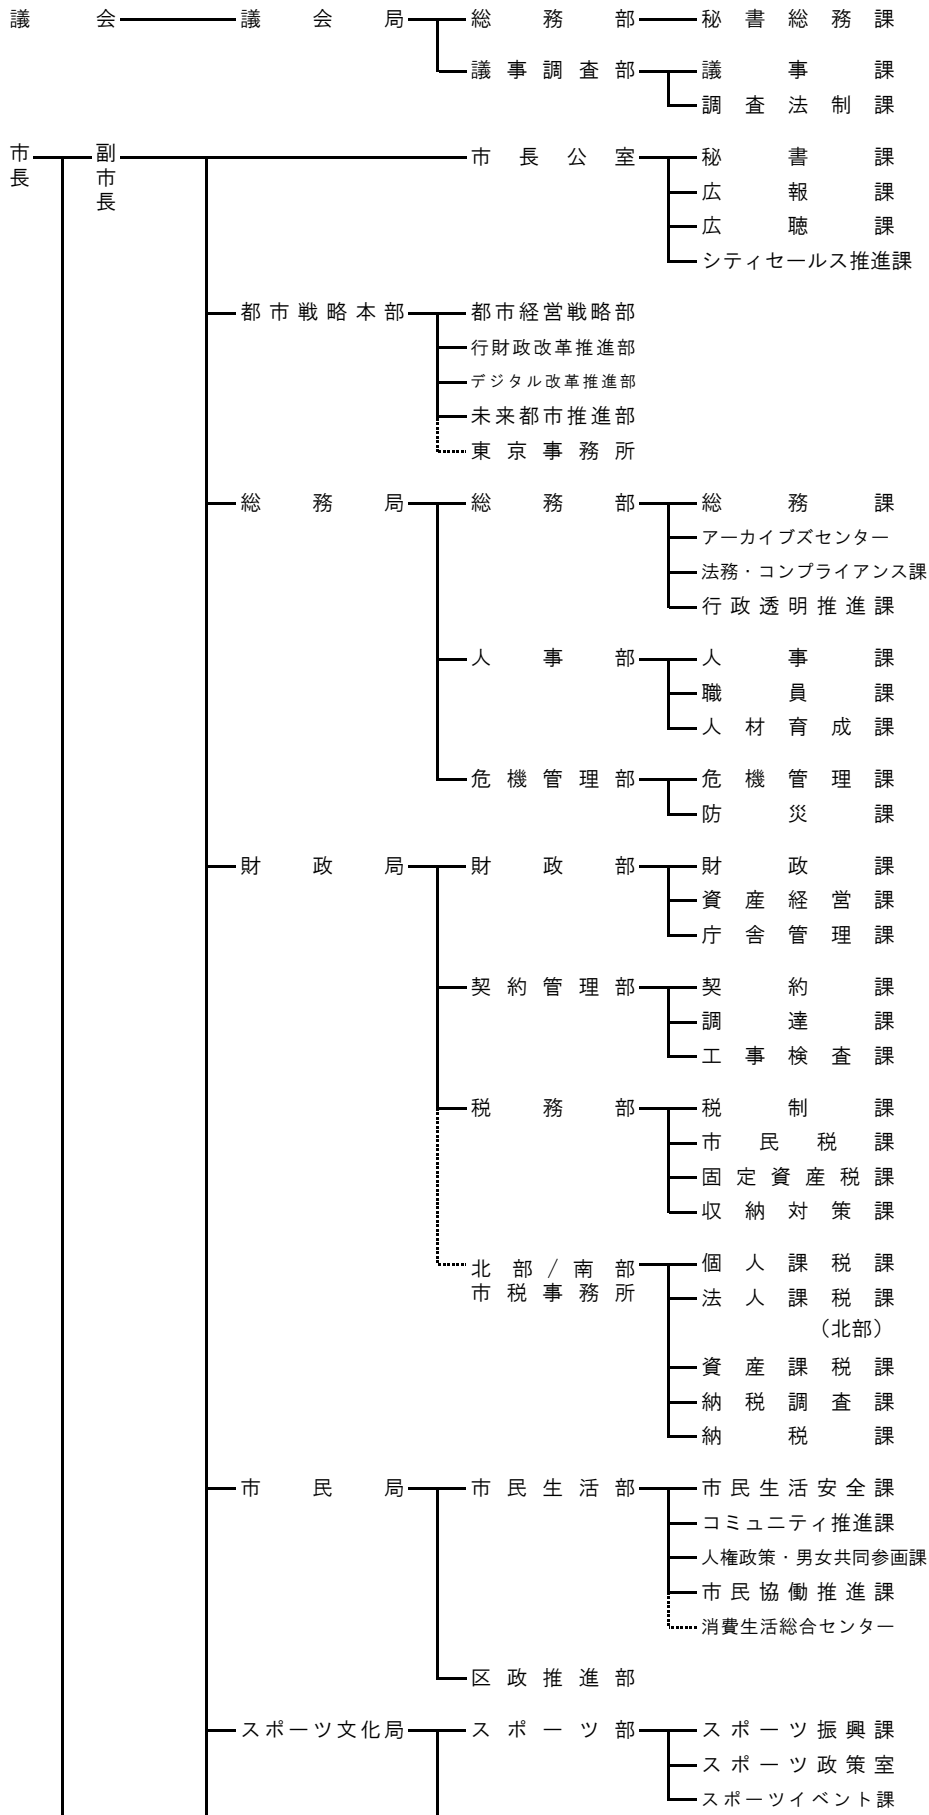 議会 議会局 総務部 秘書総務課
議事調査部 議事課
調査法制課
市長 副市長 市長公室 秘書課
広報課
広聴課
シティセールス推進課
都市戦略本部 都市経営戦略部
行財政改革推進部
デジタル改革推進部
未来都市推進部
東京事務所
総務局 総務部 総務課
アーカイブズセンター
法務・コンプライアンス課
行政透明推進課
人事部 人事課
職員課
人材育成課
危機管理部 危機管理課
防災課
財政局 財政部 財政課
資産経営課
庁舎管理課
契約管理部 契約課
調達課
工事検査課
税務部 税制課
市民税課
固定資産税課
収納対策課
北部/南部 個人課税課
市税事務所 法人課税課
（北部）
資産課税課
納税調査課
納税課
市民局 市民生活部 市民生活安全課
コミュニティ推進課
人権政策・男女共同参画課
市民協働推進課
消費生活総合センター
区政推進部
スポーツ文化局 スポーツ部 スポーツ振興課
スポーツ政策室
スポーツイベント課